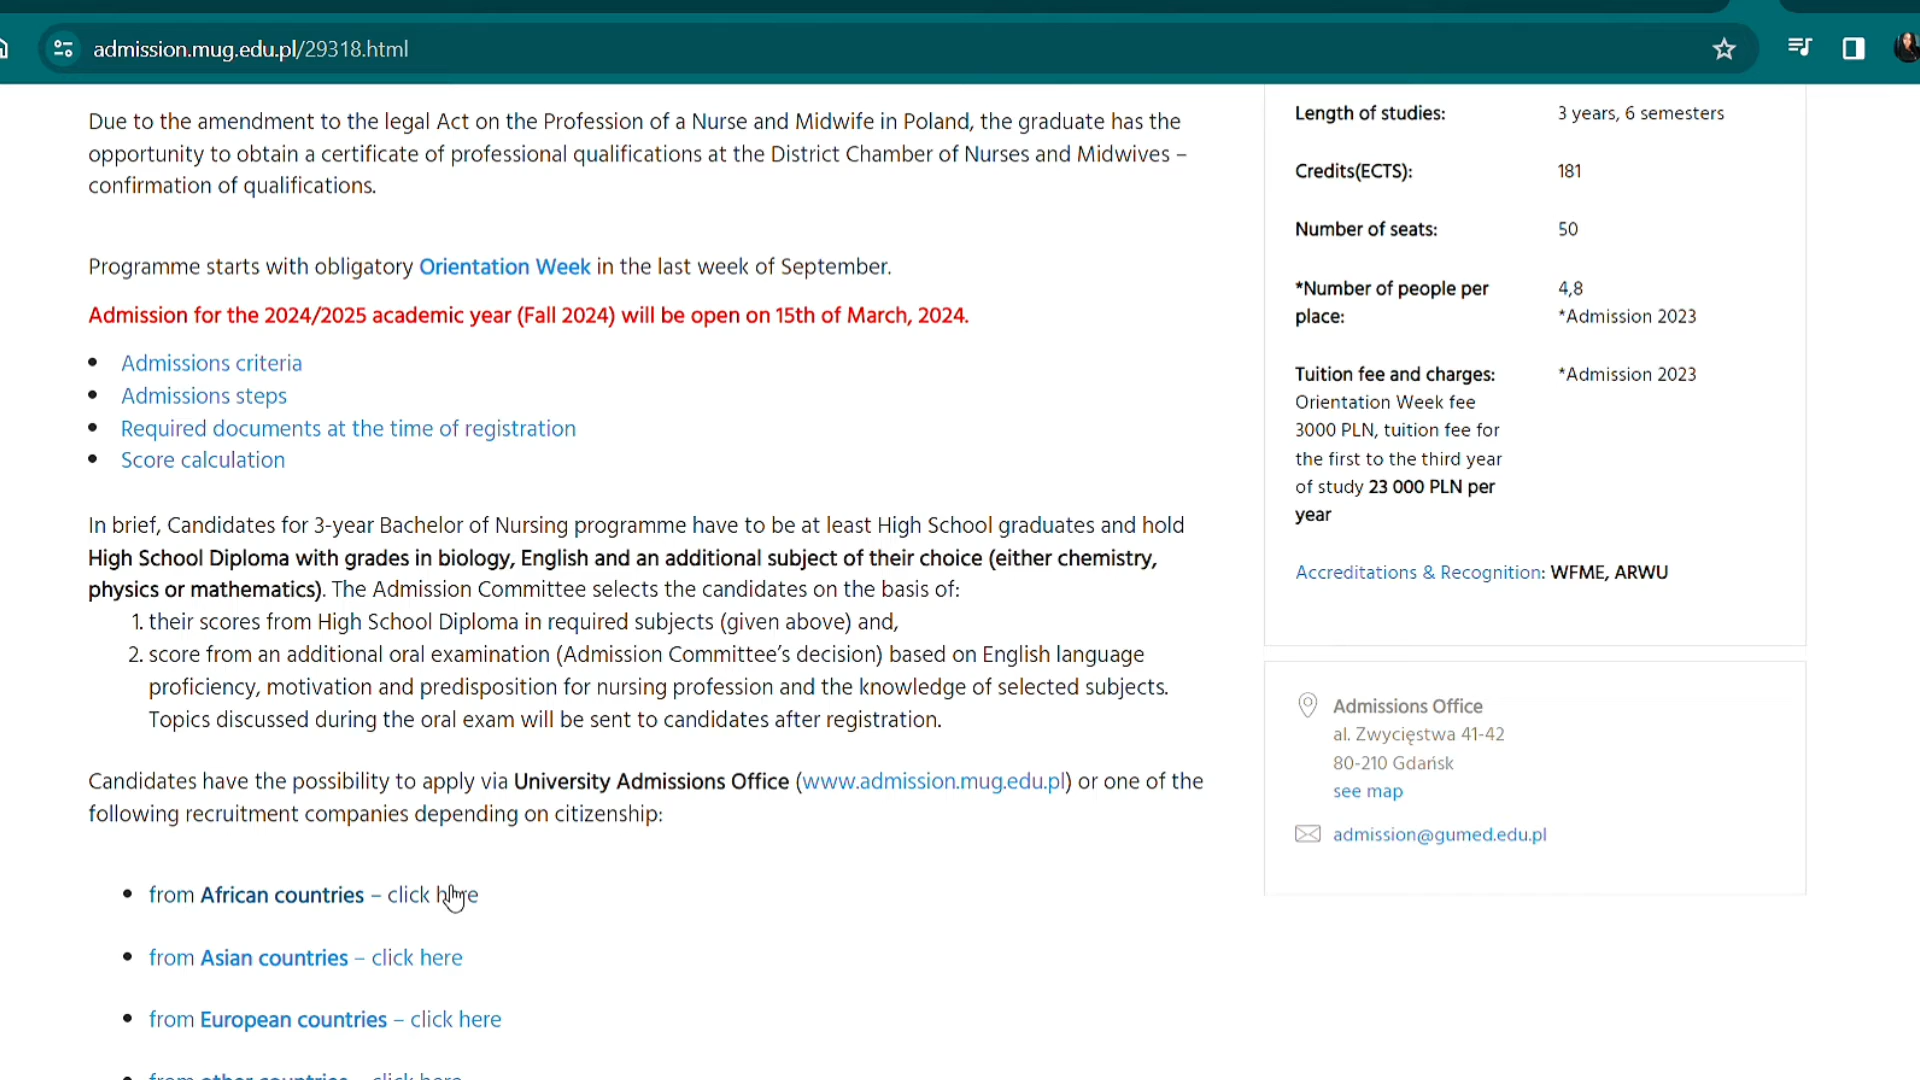 admission.mug.edu.pl/29318.html
Due to the amendment to the legal Act on the Profession of a Nurse and Midwife in Poland, the graduate has the
opportunity to obtain a certificate of professional qualifications at the District Chamber of Nurses and Midwives –
confirmation of qualifications.
Programme starts with obligatory Orientation Week in the last week of September.
Admission for the 2024/2025 academic year (Fall 2024) will be open on 15th of March, 2024.
• Admissions criteria
• Admissions steps
• Required documents at the time of registration
• Score calculation
In brief, Candidates for 3-year Bachelor of Nursing programme have to be at least High School graduates and hold
High School Diploma with grades in biology, English and an additional subject of their choice (either chemistry,
physics or mathematics). The Admission Committee selects the candidates on the basis of:
1. their scores from High School Diploma in required subjects (given above) and,
2. score from an additional oral examination (Admission Committee's decision) based on English language
proficiency, motivation and predisposition for nursing profession and the knowledge of selected subjects.
Topics discussed during the oral exam will be sent to candidates after registration.
Candidates have the possibility to apply via University Admissions Office (www.admission.mug.edu.pl) or one of the
following recruitment companies depending on citizenship:
• from African countries – click here
• from Asian countries – click here
• from European countries – click here
• from other countries – click here
Length of studies: 3 years, 6 semesters
Credits(ECTS): 181
Number of seats: 50
*Number of people per 4,8
place: *Admission 2023
Tuition fee and charges: *Admission 2023
Orientation Week fee
3000 PLN, tuition fee for
the first to the third year
of study 23 000 PLN per
year
Accreditations & Recognition: WFME, ARWU
Admissions Office
al. Zwycięstwa 41-42
80-210 Gdańsk
see map
admission@gumed.edu.pl